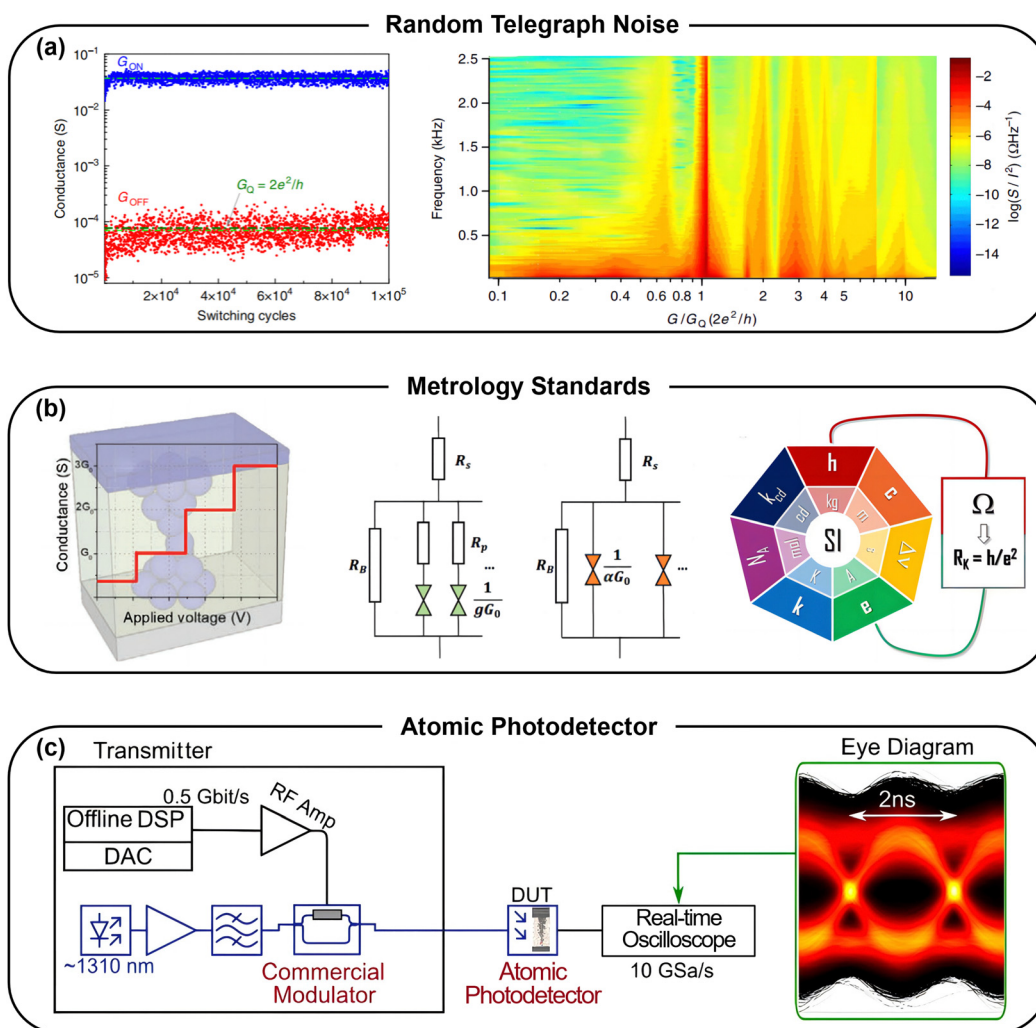 Random Telegraph Noise
(a)
10⁻¹
10⁻²
10⁻³
10⁻⁴
10⁻⁵
Conductance (S)
G_ON
G_OFF
G_Q = 2e²/h
2×10⁴
4×10⁴
6×10⁴
8×10⁴
1×10⁵
Switching cycles
Frequency (kHz)
2.5
2.0
1.5
1.0
0.5
0.1
0.2
0.4
0.6
0.8
1
2
3
4
5
10
G/G_Q (2e²/h)
−2
−4
−6
−8
−10
−12
−14
log(S / I²) (ΩHz⁻¹)
Metrology Standards
(b)
Conductance (S)
3G₀
2G₀
G₀
Applied voltage (V)
R_s
R_B
R_p
...
1/gG₀
R_s
R_B
1/αG₀
...
h
c
Δν
e
k
N_A
K_cd
kg
m
s
A
K
mol
cd
SI
Ω
R_K = h/e²
Atomic Photodetector
(c)
Transmitter
Offline DSP
DAC
0.5 Gbit/s
RF Amp
~1310 nm
Commercial
Modulator
DUT
Atomic
Photodetector
Real-time
Oscilloscope
10 GSa/s
Eye Diagram
2ns